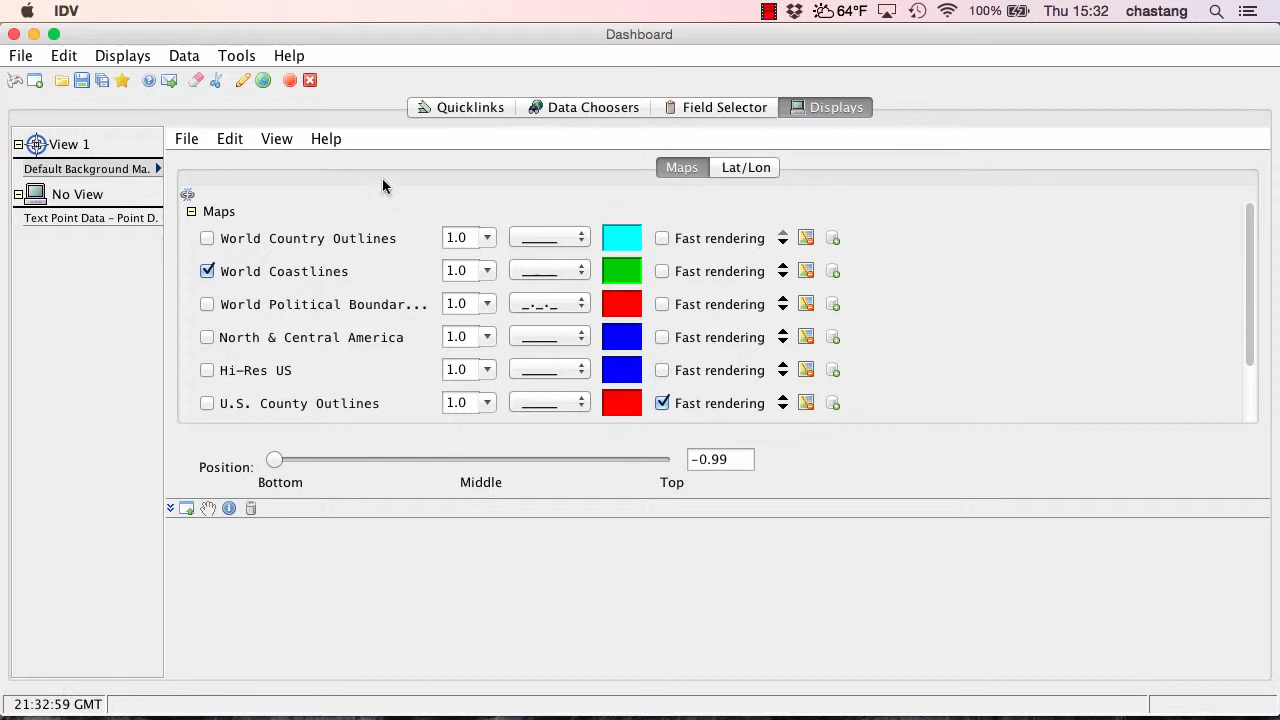 IDV 64°F 100% Thu 15:32 chastang
Dashboard
File Edit Displays Data Tools Help
Quicklinks Data Choosers Field Selector Displays
View 1
Default Background Ma.
No View
Text Point Data - Point D.
File Edit View Help
Maps Lat/Lon
Maps
World Country Outlines 1.0 Fast rendering
World Coastlines 1.0 Fast rendering
World Political Boundar... 1.0 Fast rendering
North & Central America 1.0 Fast rendering
Hi-Res US 1.0 Fast rendering
U.S. County Outlines 1.0 Fast rendering
Position: -0.99
Bottom Middle Top
21:32:59 GMT